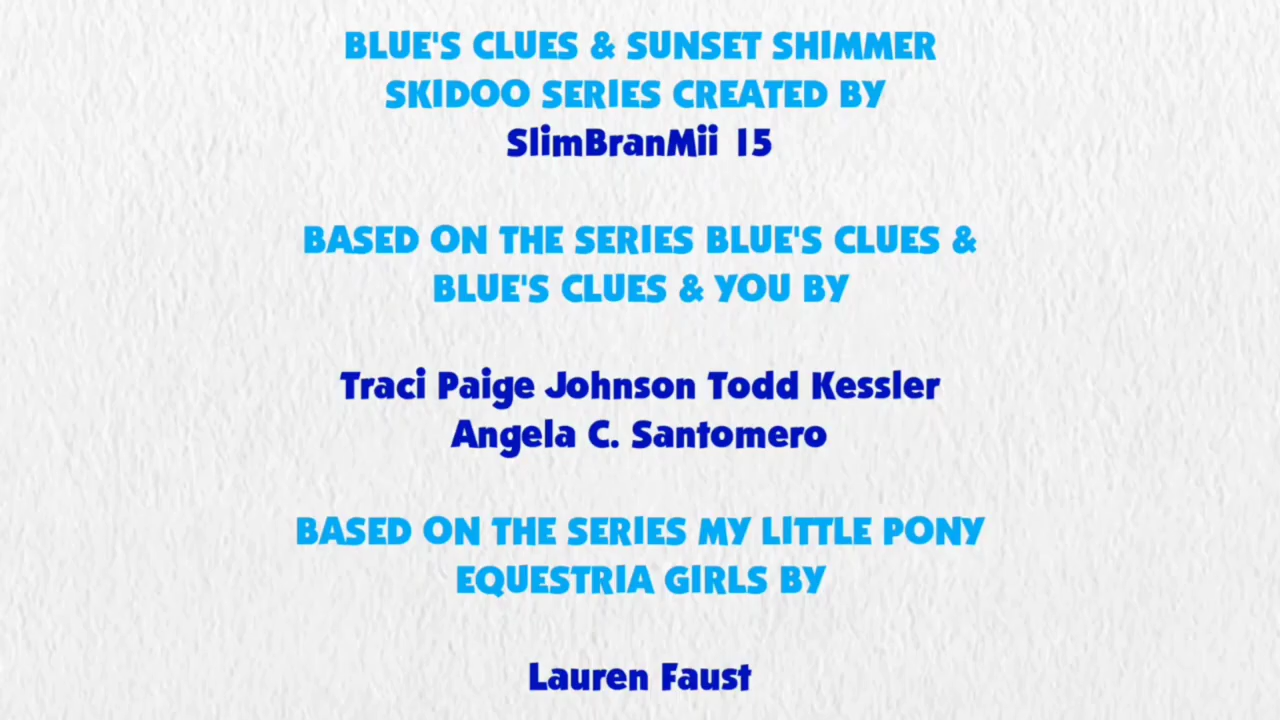 BLUE'S CLUES & SUNSET SHIMMER
SKIDOO SERIES CREATED BY
SlimBranMii 15
BASED ON THE SERIES BLUE'S CLUES &
BLUE'S CLUES & YOU BY
Traci Paige Johnson Todd Kessler
Angela C. Santomero
BASED ON THE SERIES MY LITTLE PONY
EQUESTRIA GIRLS BY
Lauren Faust